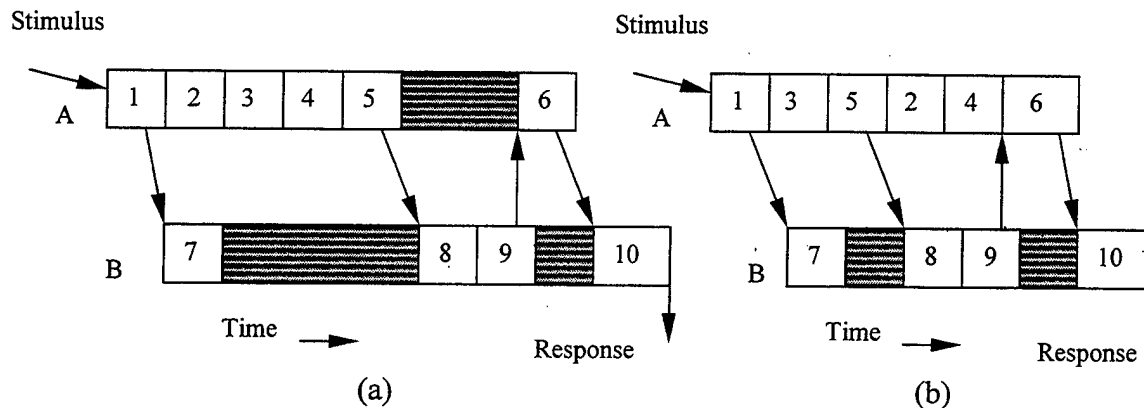 Stimulus
1 2 3 4 5 6
A
7 8 9 10
B
Time
Response
(a)
Stimulus
1 3 5 2 4 6
A
7 8 9 10
B
Time
Response
(b)